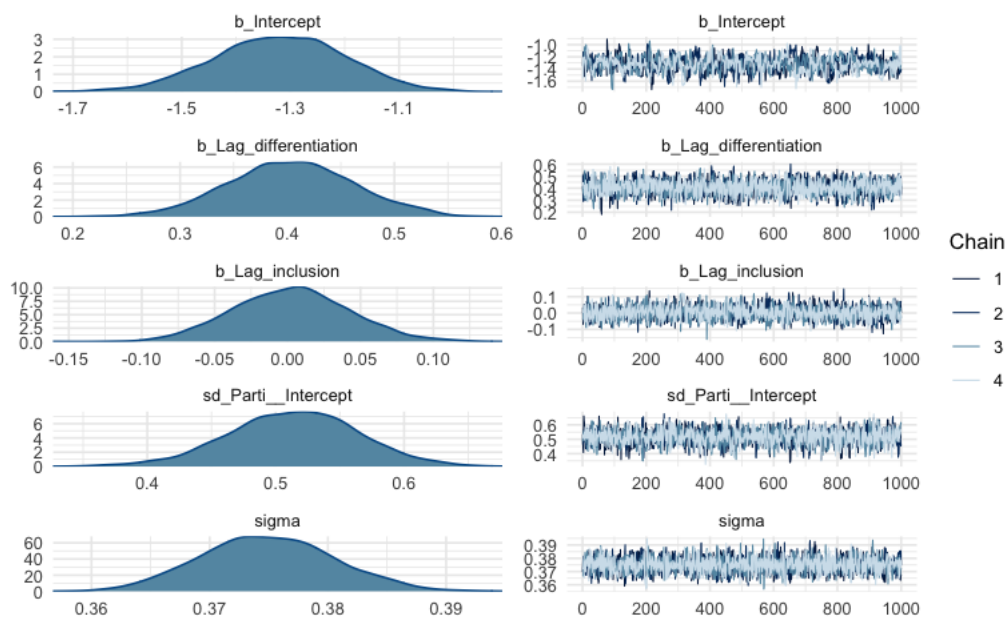 b_Intercept
3
2
1
0
-1.7 -1.5 -1.3 -1.1
b_Intercept
-1.0
-1.2
-1.4
-1.6
0 200 400 600 800 1000
b_Lag_differentiation
6
4
2
0
0.2 0.3 0.4 0.5 0.6
b_Lag_differentiation
0.6
0.5
0.4
0.3
0.2
0 200 400 600 800 1000
b_Lag_inclusion
10.0
7.5
5.0
2.5
0.0
-0.15 -0.10 -0.05 0.00 0.05 0.10
b_Lag_inclusion
0.1
0.0
-0.1
0 200 400 600 800 1000
sd_Parti__Intercept
6
4
2
0
0.4 0.5 0.6
sd_Parti__Intercept
0.6
0.5
0.4
0 200 400 600 800 1000
sigma
60
40
20
0
0.36 0.37 0.38 0.39
sigma
0.39
0.38
0.37
0.36
0 200 400 600 800 1000
Chain
1
2
3
4